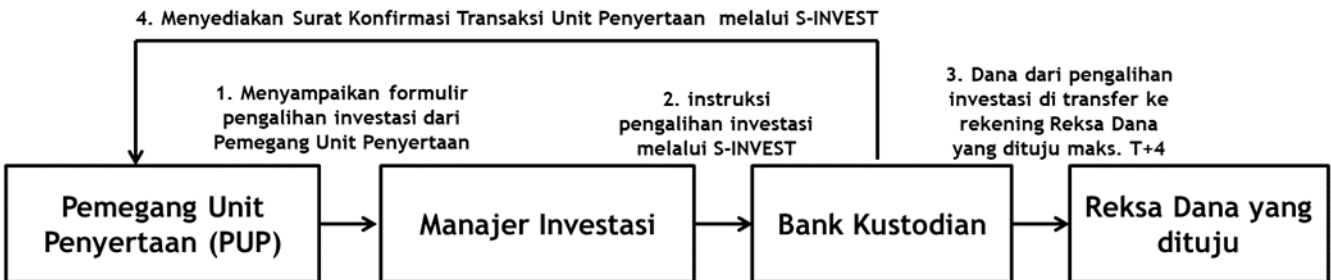 4. Menyediakan Surat Konfirmasi Transaksi Unit Penyertaan melalui S-INVEST
1. Menyampaikan formulir
pengalihan investasi dari
Pemegang Unit Penyertaan
2. instruksi
pengalihan investasi
melalui S-INVEST
3. Dana dari pengalihan
investasi di transfer ke
rekening Reksa Dana
yang dituju maks. T+4
Pemegang Unit
Penyertaan (PUP)
Manajer Investasi
Bank Kustodian
Reksa Dana yang
dituju